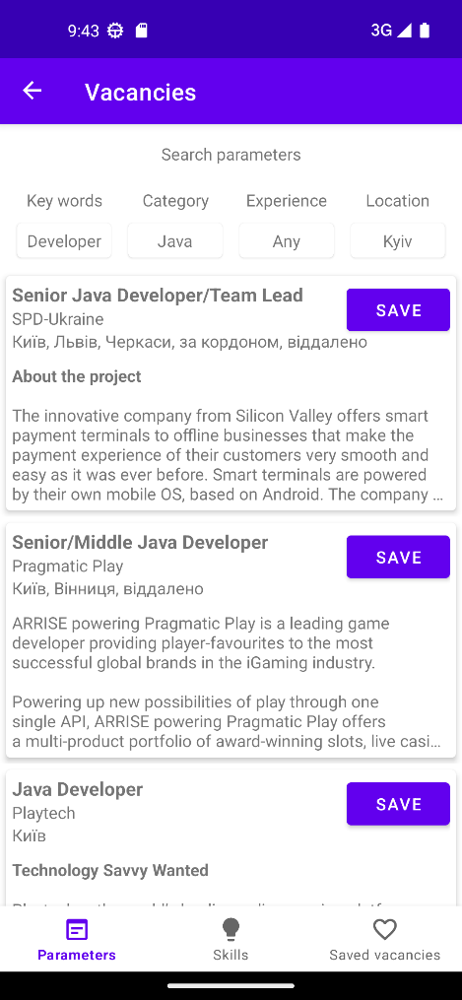 9:43
3G
Vacancies
Search parameters
Key words Category Experience Location
Developer Java Any Kyiv
Senior Java Developer/Team Lead
SAVE
SPD-Ukraine
Київ, Львів, Черкаси, за кордоном, віддалено
About the project
The innovative company from Silicon Valley offers smart
payment terminals to offline businesses that make the
payment experience of their customers very smooth and
easy as it was ever before. Smart terminals are powered
by their own mobile OS, based on Android. The company ...
Senior/Middle Java Developer
SAVE
Pragmatic Play
Київ, Вінниця, віддалено
ARRISE powering Pragmatic Play is a leading game
developer providing player-favourites to the most
successful global brands in the iGaming industry.
Powering up new possibilities of play through one
single API, ARRISE powering Pragmatic Play offers
a multi-product portfolio of award-winning slots, live casi...
Java Developer
SAVE
Playtech
Київ
Technology Savvy Wanted
Parameters Skills Saved vacancies